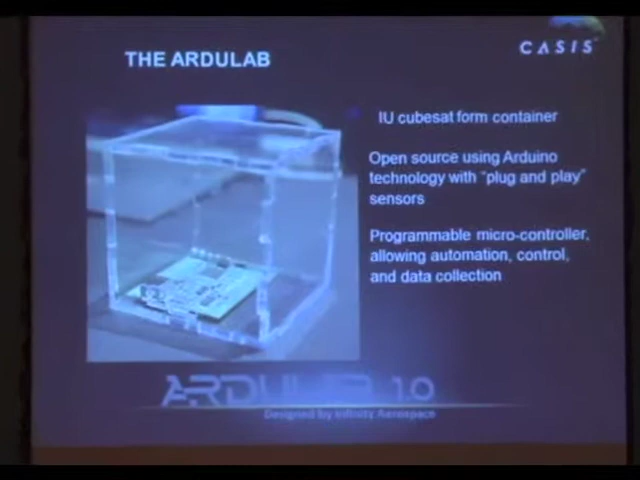 CASIS
THE ARDULAB
IU cubesat form container
Open source using Arduino
technology with “plug and play”
sensors
Programmable micro-controller,
allowing automation, control,
and data collection
ARDULAB 1.0
Designed by Infinity Aerospace